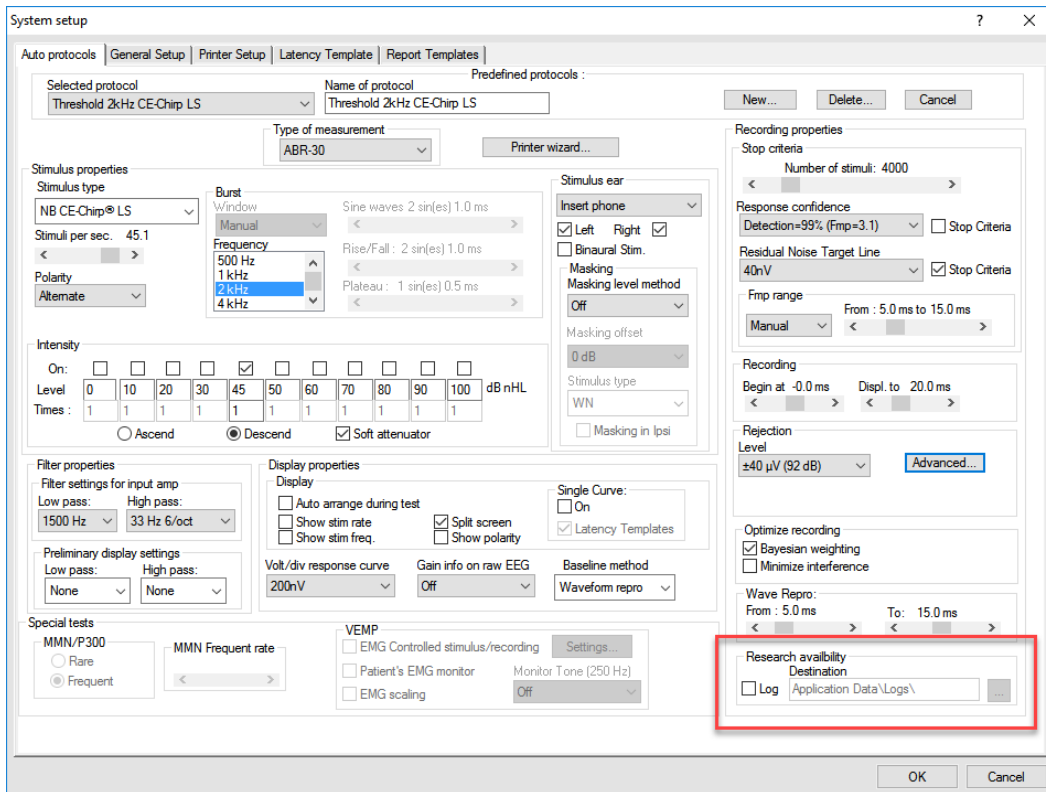 System setup
?
Auto protocols
General Setup
Printer Setup
Latency Template
Report Templates
Predefined protocols :
Selected protocol
Threshold 2kHz CE-Chirp LS
Name of protocol
Threshold 2kHz CE-Chirp LS
New...
Delete...
Cancel
Type of measurement
ABR-30
Printer wizard...
Stimulus properties
Stimulus type
NB CE-Chirp® LS
Stimuli per sec. 45.1
Polarity
Alternate
Burst
Window
Manual
Frequency
500 Hz
1 kHz
2 kHz
4 kHz
Sine waves 2 sin(es) 1.0 ms
Rise/Fall : 2 sin(es) 1.0 ms
Plateau : 1 sin(es) 0.5 ms
Stimulus ear
Insert phone
Left Right
Binaural Stim.
Masking
Masking level method
Off
Masking offset
0 dB
Stimulus type
WN
Masking in Ipsi
Intensity
On:
Level 0 10 20 30 45 50 60 70 80 90 100 dB nHL
Times : 1 1 1 1 1 1 1 1 1 1 1
Ascend Descend Soft attenuator
Filter properties
Filter settings for input amp
Low pass: High pass:
1500 Hz 33 Hz 6/oct
Preliminary display settings
Low pass: High pass:
None None
Display properties
Display
Auto arrange during test
Show stim rate
Show stim freq.
Split screen
Show polarity
Single Curve:
On
Latency Templates
Volt/div response curve
200nV
Gain info on raw EEG
Off
Baseline method
Waveform repro
Special tests
MMN/P300
Rare
Frequent
MMN Frequent rate
VEMP
EMG Controlled stimulus/recording
Settings...
Patient's EMG monitor
Monitor Tone (250 Hz)
EMG scaling
Off
Recording properties
Stop criteria
Number of stimuli: 4000
Response confidence
Detection=99% (Fmp=3.1)
Stop Criteria
Residual Noise Target Line
40nV
Stop Criteria
Fmp range
Manual
From : 5.0 ms to 15.0 ms
Recording
Begin at -0.0 ms Displ. to 20.0 ms
Rejection
Level
±40 µV (92 dB)
Advanced...
Optimize recording
Bayesian weighting
Minimize interference
Wave Repro:
From : 5.0 ms To: 15.0 ms
Research availbility
Destination
Log Application Data\Logs\
...
OK
Cancel